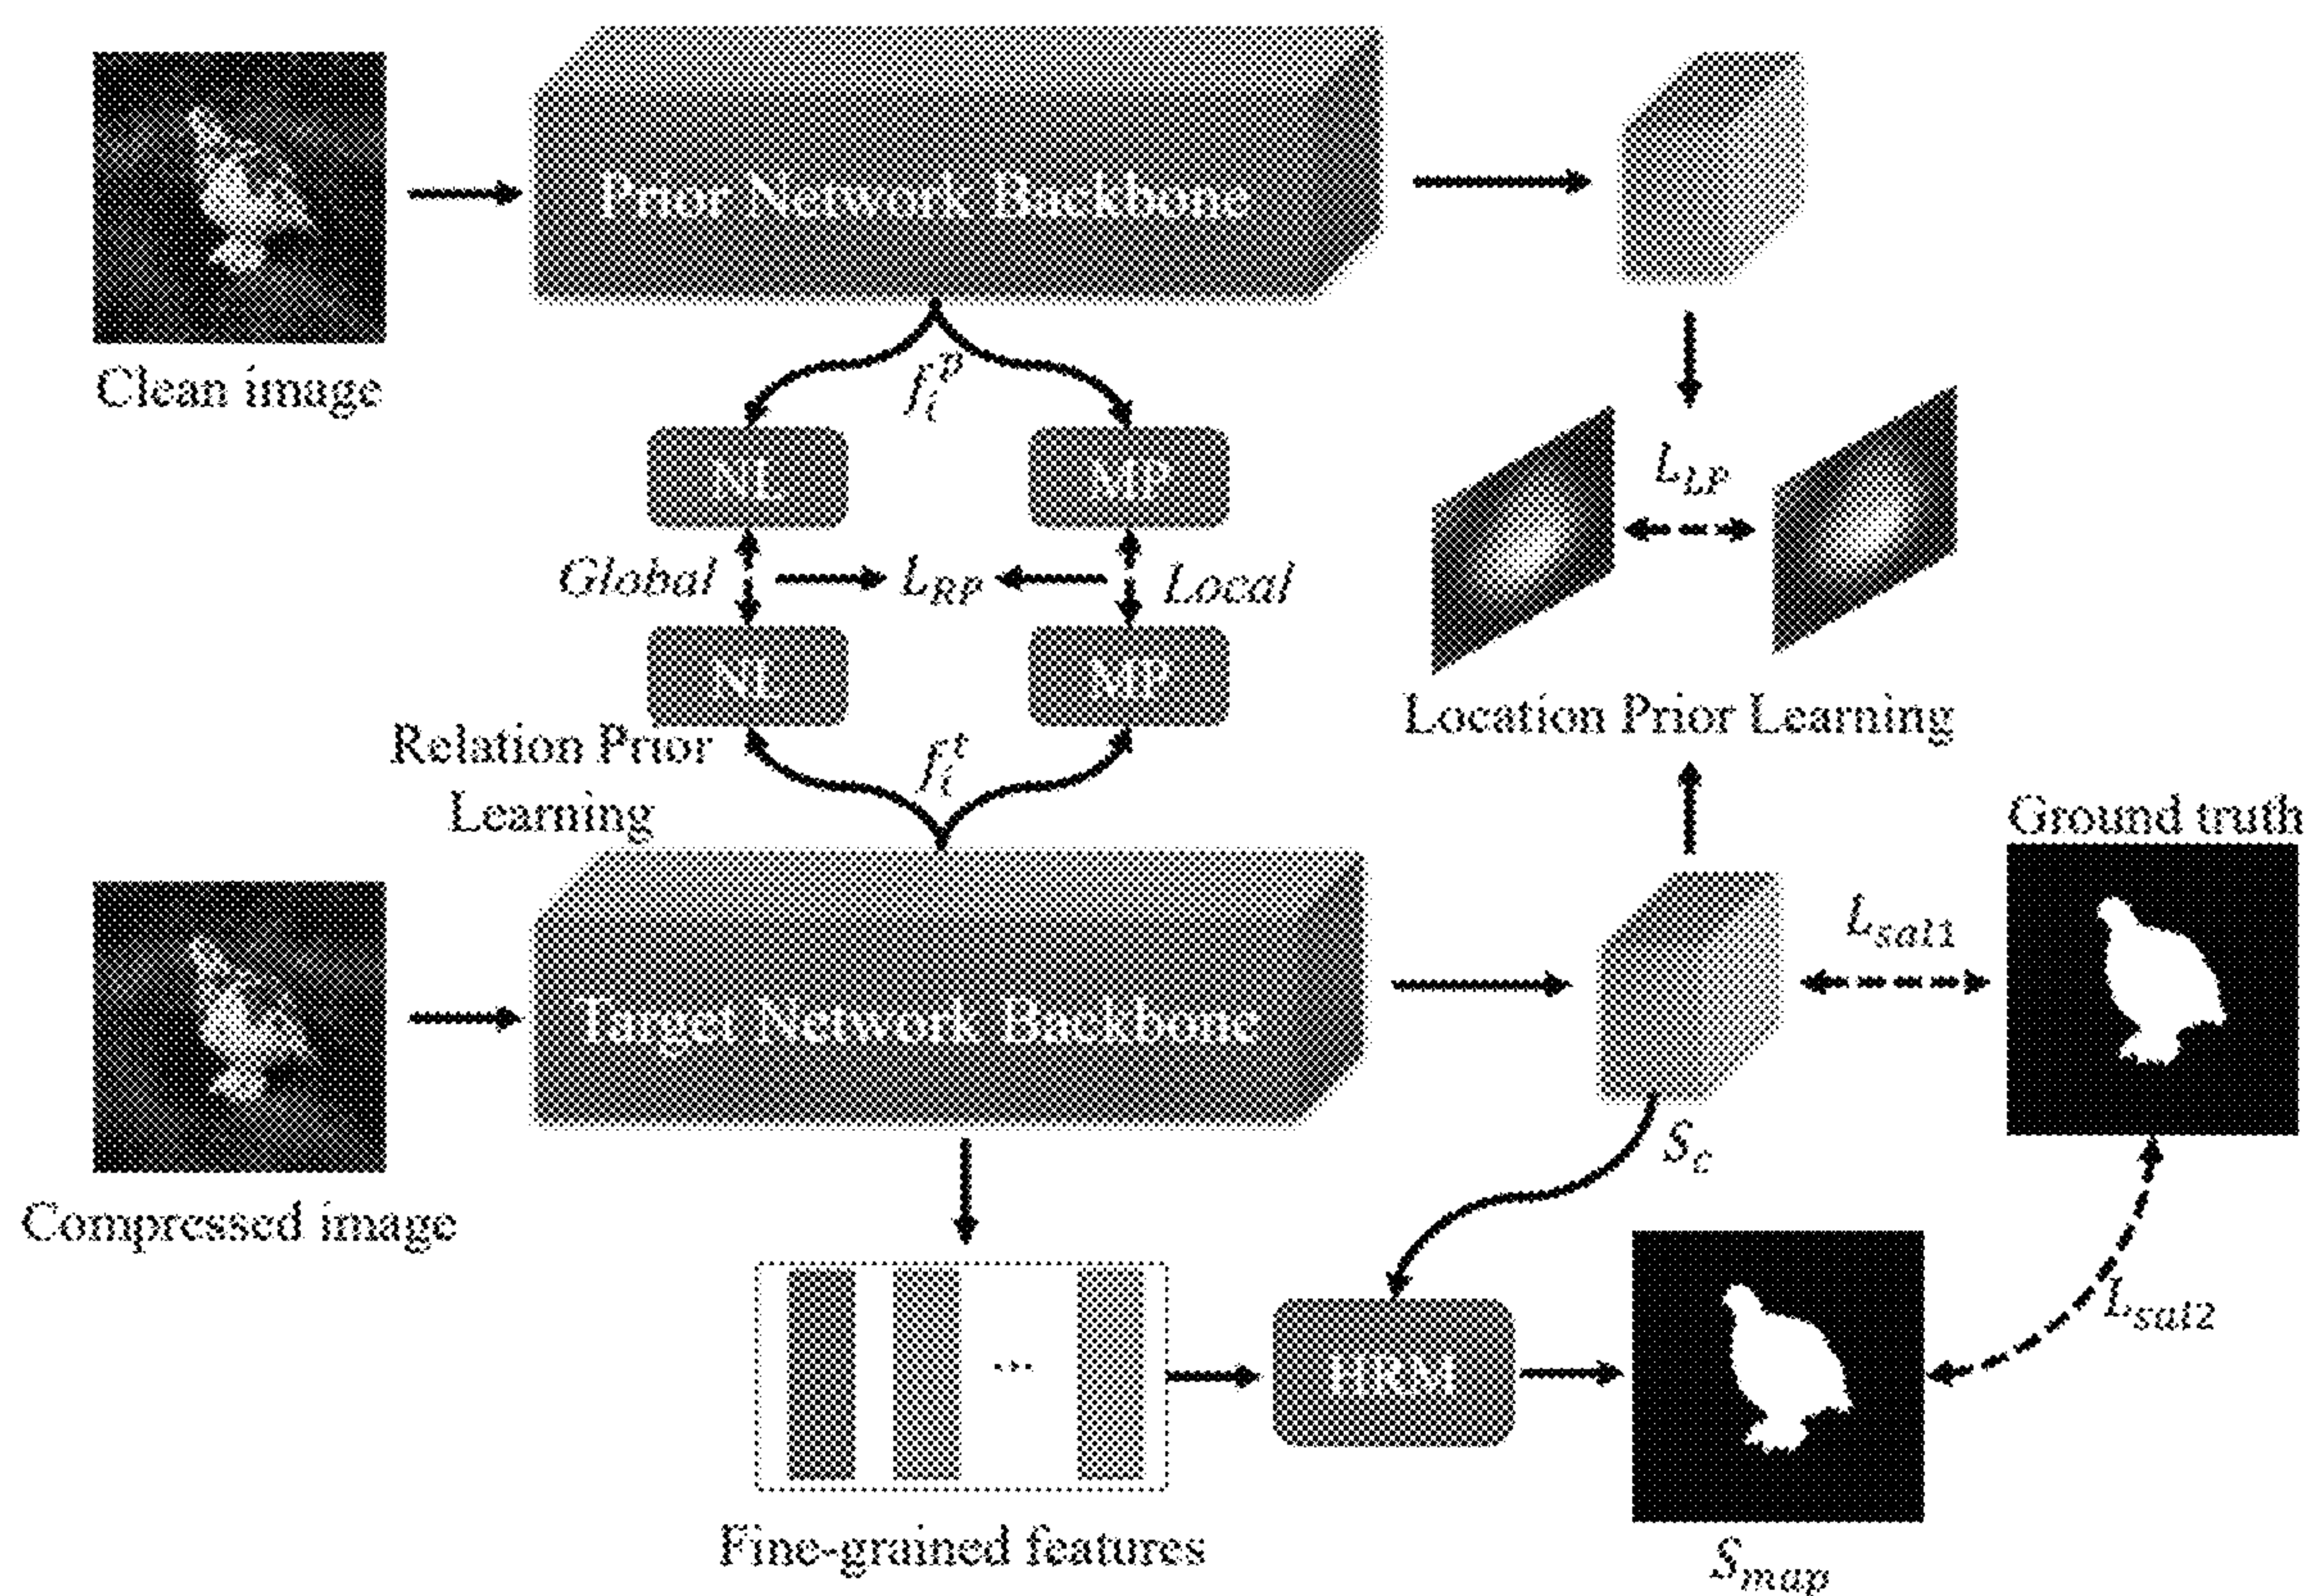 Prior Network Backbone
Clean image
f_i^p
NL
MP
L_LP
Global
L_RP
Local
NL
MP
Relation Prior
Learning
f_i^t
Location Prior Learning
Ground truth
L_sal1
Target Network Backbone
S_c
Compressed image
L_sal2
...
HRM
Fine-grained features
S_map